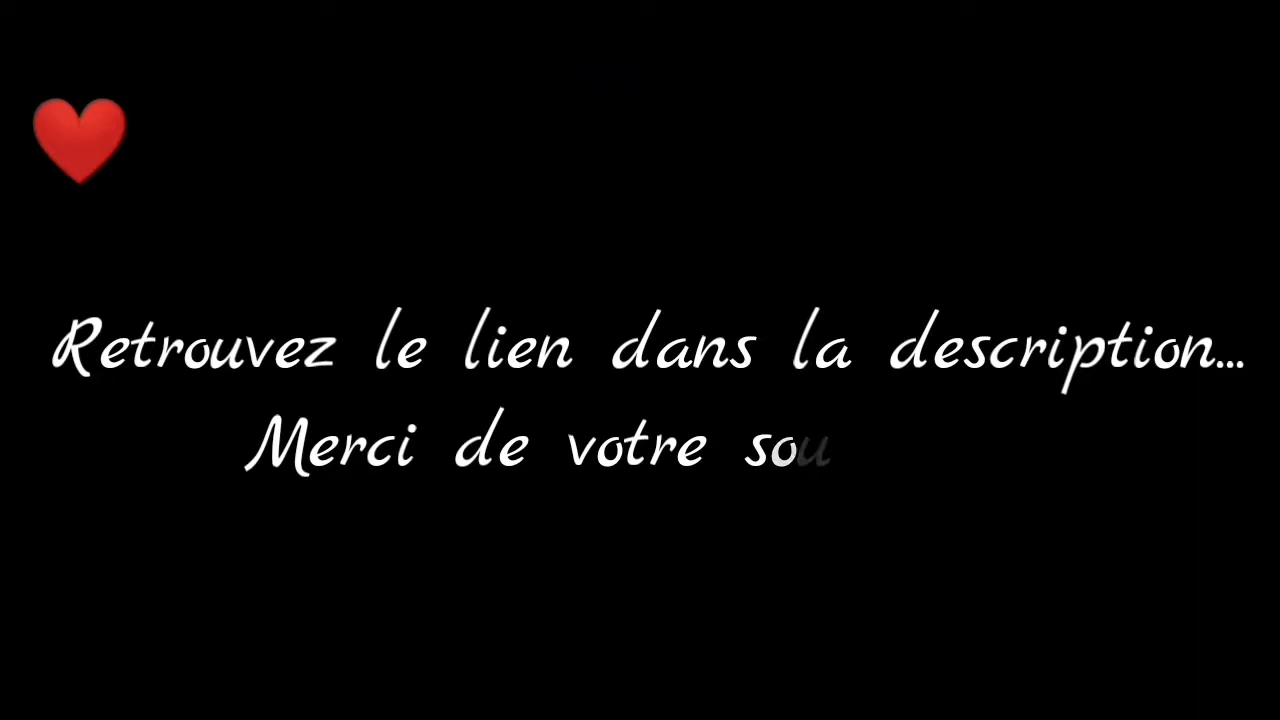 Retrouvez le lien dans la description...
Merci de votre sou